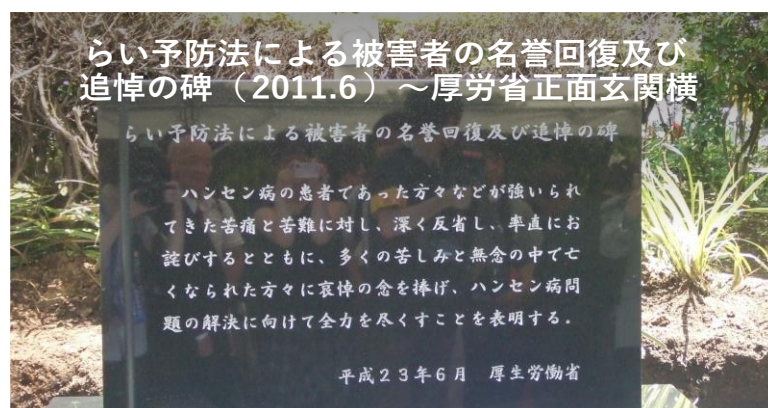 らい予防法による被害者の名誉回復及び
追悼の碑（2011.6）～厚労省正面玄関横
らい予防法による被害者の名誉回復及び追悼の碑
ハンセン病の患者であった方々などが強いられ
てきた苦痛と苦難に対し、深く反省し、率直にお
詫びするとともに、多くの苦しみと無念の中で亡
くなられた方々に哀悼の念を捧げ、ハンセン病問
題の解決に向けて全力を尽くすことを表明する．
平成２３年６月　厚生労働省